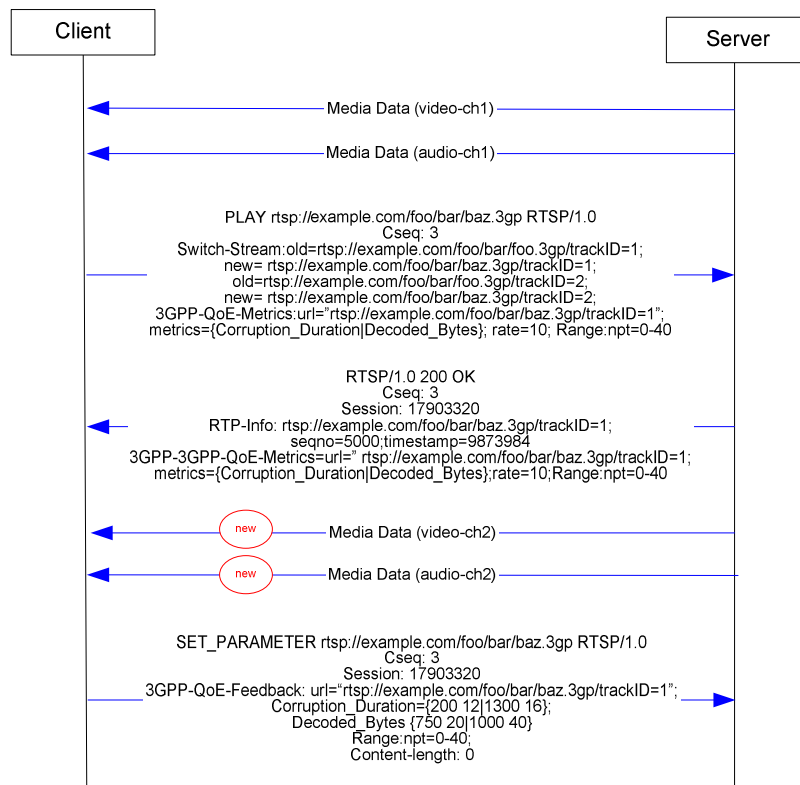 Client
Server
Media Data (video-ch1)
Media Data (audio-ch1)
PLAY rtsp://example.com/foo/bar/baz.3gp RTSP/1.0
Cseq: 3
Switch-Stream:old=rtsp://example.com/foo/bar/foo.3gp/trackID=1;
new= rtsp://example.com/foo/bar/baz.3gp/trackID=1;
old=rtsp://example.com/foo/bar/foo.3gp/trackID=2;
new= rtsp://example.com/foo/bar/baz.3gp/trackID=2;
3GPP-QoE-Metrics:url=”rtsp://example.com/foo/bar/baz.3gp/trackID=1”;
metrics={Corruption_Duration|Decoded_Bytes}; rate=10; Range:npt=0-40
RTSP/1.0 200 OK
Cseq: 3
Session: 17903320
RTP-Info: rtsp://example.com/foo/bar/baz.3gp/trackID=1;
seqno=5000;timestamp=9873984
3GPP-3GPP-QoE-Metrics=url=” rtsp://example.com/foo/bar/baz.3gp/trackID=1;
metrics={Corruption_Duration|Decoded_Bytes};rate=10;Range:npt=0-40
new
Media Data (video-ch2)
new
Media Data (audio-ch2)
SET_PARAMETER rtsp://example.com/foo/bar/baz.3gp RTSP/1.0
Cseq: 3
Session: 17903320
3GPP-QoE-Feedback: url=“rtsp://example.com/foo/bar/baz.3gp/trackID=1”;
Corruption_Duration={200 12|1300 16};
Decoded_Bytes {750 20|1000 40}
Range:npt=0-40;
Content-length: 0